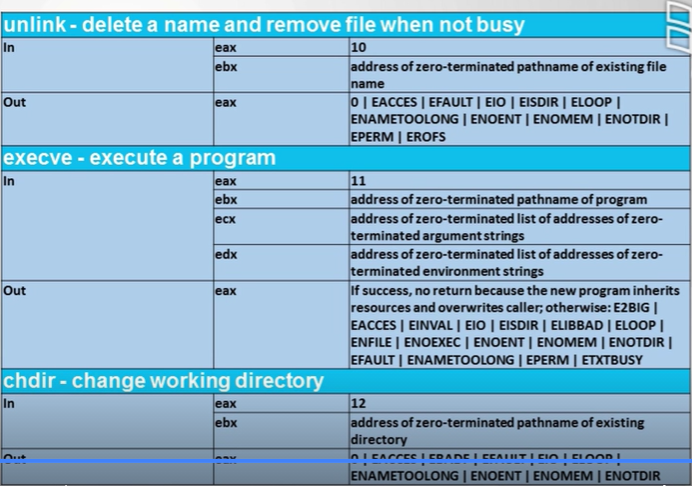 unlink - delete a name and remove file when not busy
In eax 10
ebx address of zero-terminated pathname of existing file
name
Out eax 0 | EACCES | EFAULT | EIO | EISDIR | ELOOP |
ENAMETOOLONG | ENOENT | ENOMEM | ENOTDIR |
EPERM | EROFS
execve - execute a program
In eax 11
ebx address of zero-terminated pathname of program
ecx address of zero-terminated list of addresses of zero-
terminated argument strings
edx address of zero-terminated list of addresses of zero-
terminated environment strings
Out eax If success, no return because the new program inherits
resources and overwrites caller; otherwise: E2BIG |
EACCES | EINVAL | EIO | EISDIR | ELIBBAD | ELOOP |
ENFILE | ENOEXEC | ENOENT | ENOMEM | ENOTDIR |
EFAULT | ENAMETOOLONG | EPERM | ETXTBUSY
chdir - change working directory
In eax 12
ebx address of zero-terminated pathname of existing
directory
Out eax 0 | EACCES | EBADF | EFAULT | EIO | ELOOP |
ENAMETOOLONG | ENOENT | ENOMEM | ENOTDIR